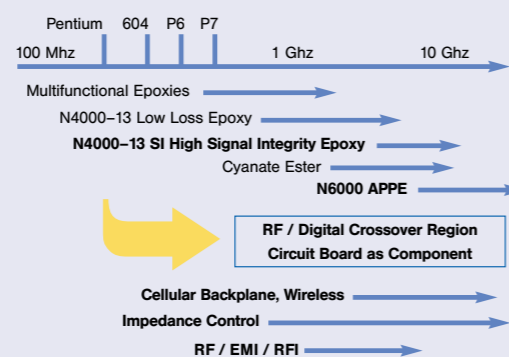 Pentium 604 P6 P7
100 Mhz 1 Ghz 10 Ghz
Multifunctional Epoxies
N4000–13 Low Loss Epoxy
N4000–13 SI High Signal Integrity Epoxy
Cyanate Ester
N6000 APPE
RF / Digital Crossover Region
Circuit Board as Component
Cellular Backplane, Wireless
Impedance Control
RF / EMI / RFI